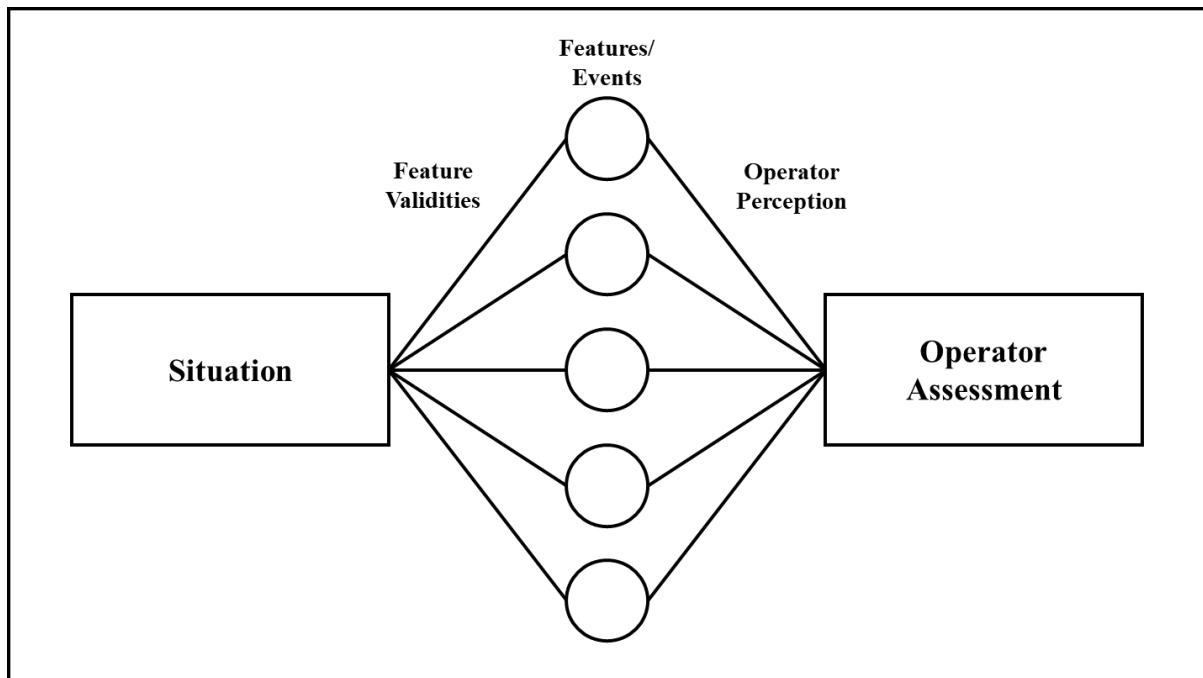 Features/
Events
Feature
Validities
Operator
Perception
Situation
Operator
Assessment